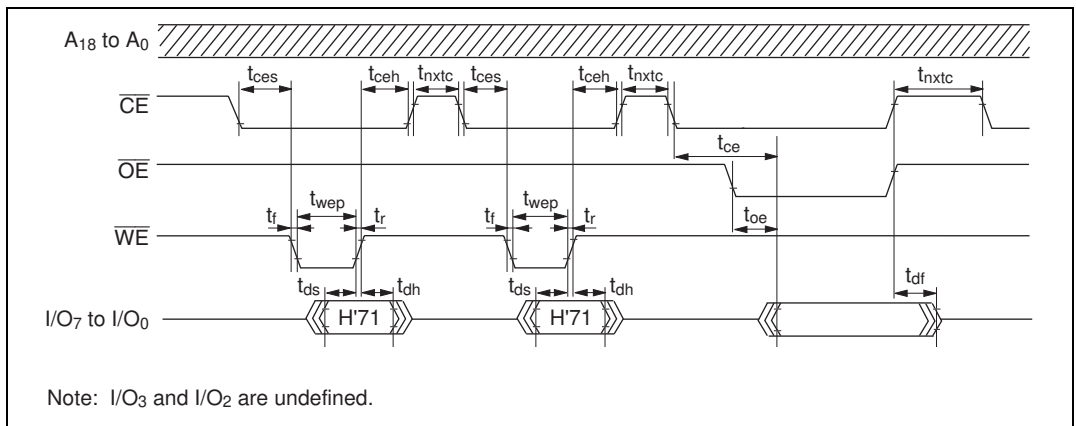 A18 to A0
tces tceh tnxtc tces tceh tnxtc tnxtc
CE
tce
OE
twep twep
tf tr tf tr toe
WE
tds tdh tds tdh tdf
I/O7 to I/O0 H'71 H'71
Note: I/O3 and I/O2 are undefined.